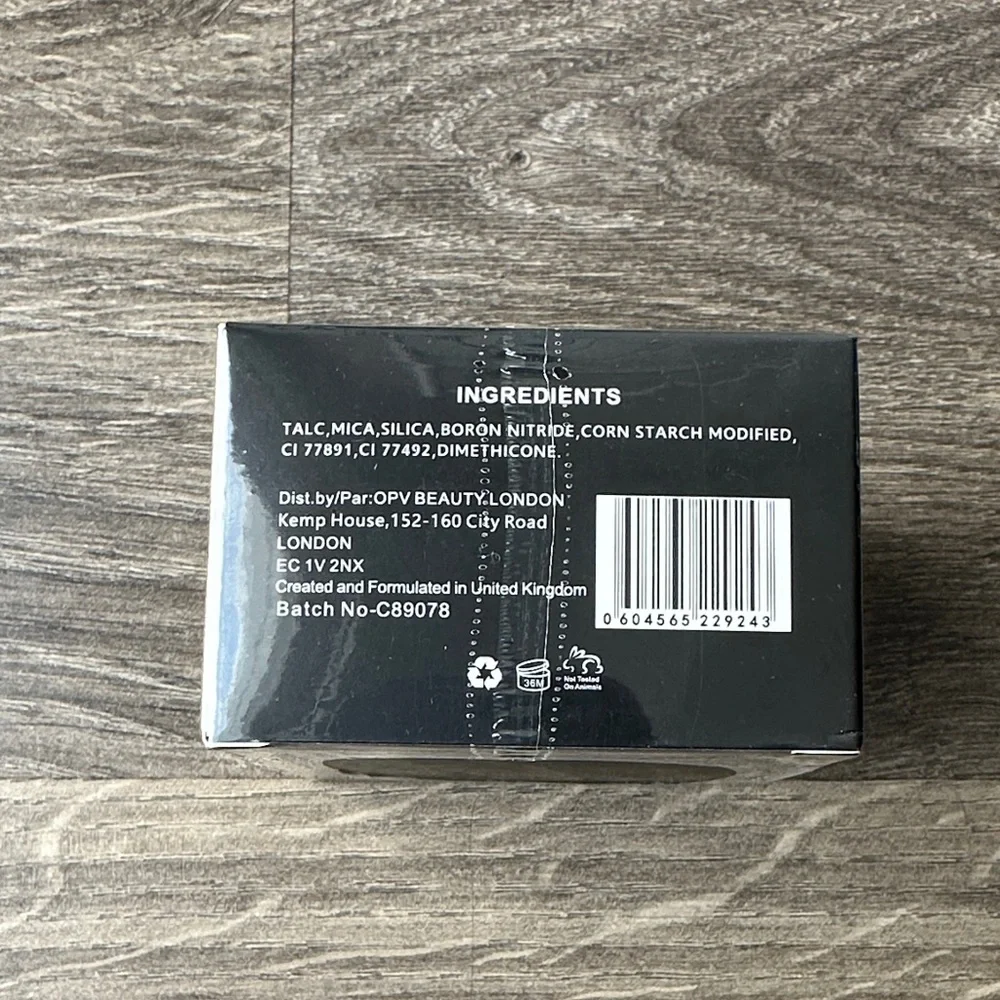 INGREDIENTS
TALC,MICA,SILICA,BORON NITRIDE,CORN STARCH MODIFIED,
CI 77891,CI 77492,DIMETHICONE.
Dist.by/Par:OPV BEAUTY LONDON
Kemp House,152-160 City Road
LONDON
EC 1V 2NX
Created and Formulated in United Kingdom
Batch No-C89078
0 604565 229243
36M
Not Tested
On Animals